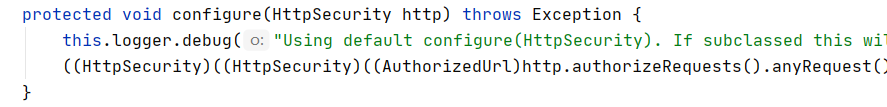 protected void configure(HttpSecurity http) throws Exception {
this.logger.debug( o: "Using default configure(HttpSecurity). If subclassed this wil
((HttpSecurity)((HttpSecurity)((AuthorizedUrl)http.authorizeRequests().anyRequest()
}